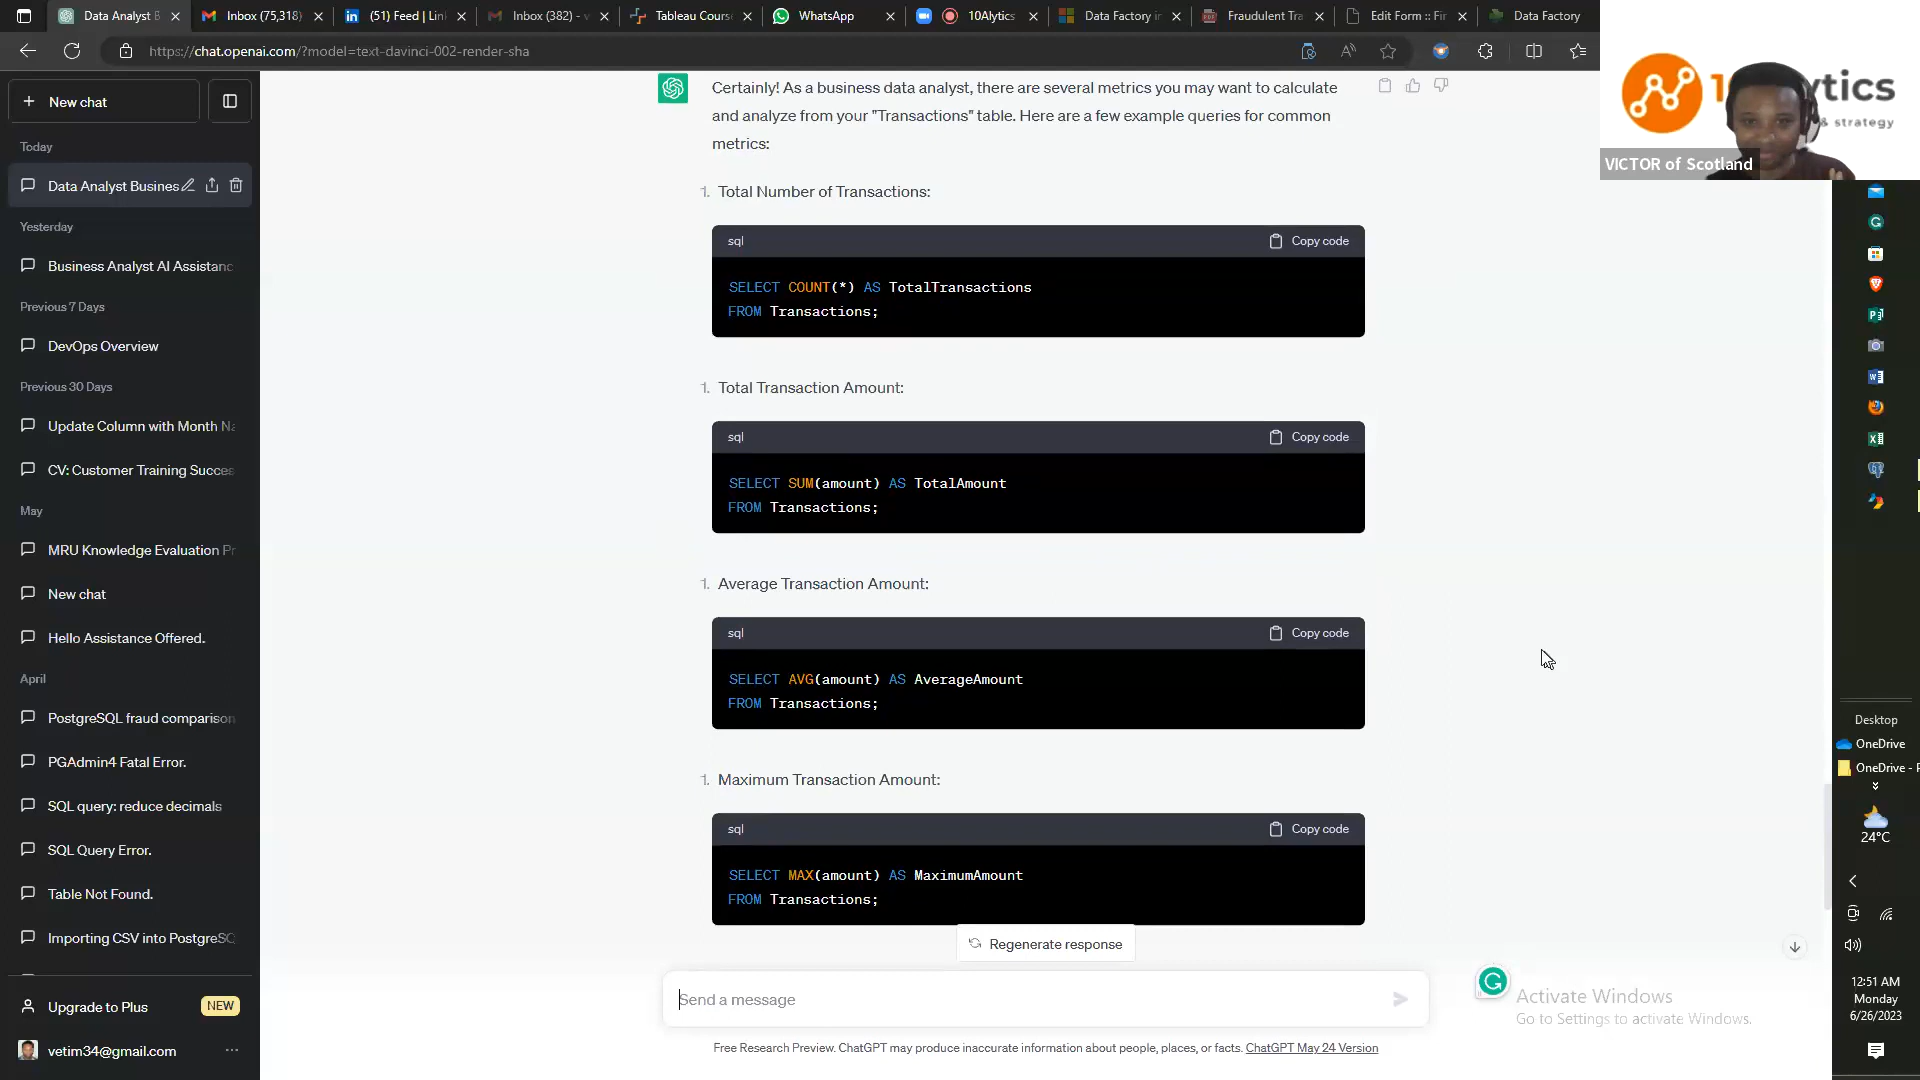 Data Analyst B
Inbox (75,318)
(51) Feed | Lin
Inbox (382) - v
Tableau Course
WhatsApp
10Alytics
Data Factory in
Fraudulent Tra
Edit Form :: Fi
Data Factory
https://chat.openai.com/?model=text-davinci-002-render-sha
VICTOR of Scotland
& strategy
New chat
Today
Data Analyst Busines
Yesterday
Business Analyst AI Assistanc
Previous 7 Days
DevOps Overview
Previous 30 Days
Update Column with Month Na
CV: Customer Training Succes
May
MRU Knowledge Evaluation Pr
New chat
Hello Assistance Offered.
April
PostgreSQL fraud comparison
PGAdmin4 Fatal Error.
SQL query: reduce decimals
SQL Query Error.
Table Not Found.
Importing CSV into PostgreSQ
Upgrade to Plus
NEW
vetim34@gmail.com
Certainly! As a business data analyst, there are several metrics you may want to calculate
and analyze from your "Transactions" table. Here are a few example queries for common
metrics:
1. Total Number of Transactions:
sql
Copy code
SELECT COUNT(*) AS TotalTransactions
FROM Transactions;
1. Total Transaction Amount:
sql
Copy code
SELECT SUM(amount) AS TotalAmount
FROM Transactions;
1. Average Transaction Amount:
sql
Copy code
SELECT AVG(amount) AS AverageAmount
FROM Transactions;
1. Maximum Transaction Amount:
sql
Copy code
SELECT MAX(amount) AS MaximumAmount
FROM Transactions;
Regenerate response
Send a message
Free Research Preview. ChatGPT may produce inaccurate information about people, places, or facts. ChatGPT May 24 Version
Activate Windows
Go to Settings to activate Windows.
Desktop
OneDrive
OneDrive - P
24°C
12:51 AM
Monday
6/26/2023